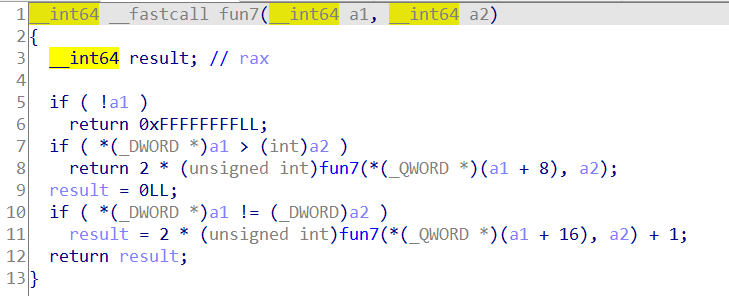 1 __int64 __fastcall fun7(__int64 a1, __int64 a2)
2 {
3 __int64 result; // rax
4
5 if ( !a1 )
6 return 0xFFFFFFFFLL;
7 if ( *(_DWORD *)a1 > (int)a2 )
8 return 2 * (unsigned int)fun7(*(_QWORD *)(a1 + 8), a2);
9 result = 0LL;
10 if ( *(_DWORD *)a1 != (_DWORD)a2 )
11 result = 2 * (unsigned int)fun7(*(_QWORD *)(a1 + 16), a2) + 1;
12 return result;
13 }